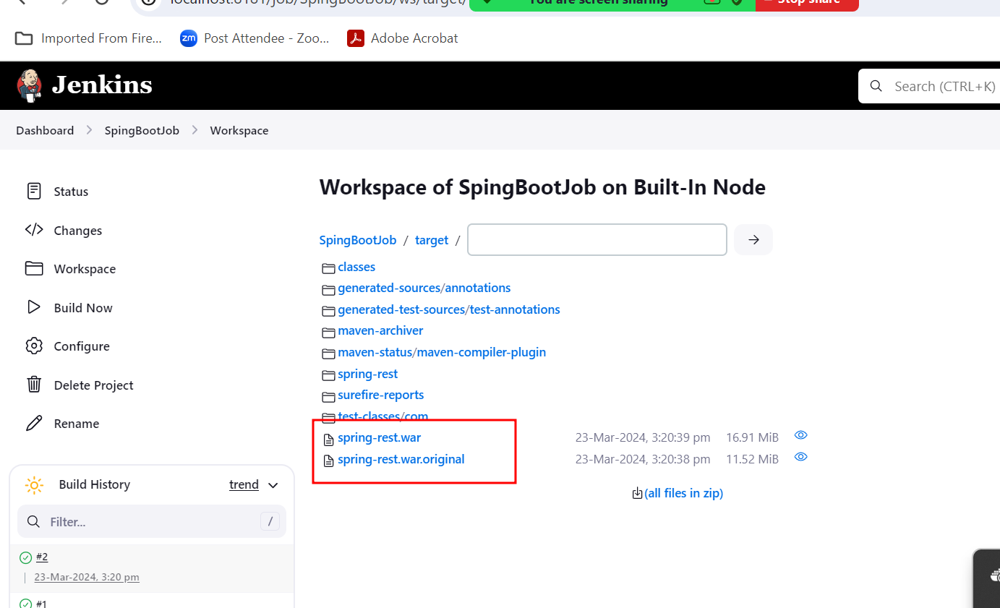 localhost:8181/job/SpingBootJob/ws/target/
You are screen sharing
Stop share
Imported From Fire...
zm Post Attendee - Zoo...
Adobe Acrobat
Jenkins
Search (CTRL+K)
Dashboard
SpingBootJob
Workspace
Status
Changes
Workspace
Build Now
Configure
Delete Project
Rename
Build History
trend
Filter...
/
#2
23-Mar-2024, 3:20 pm
#1
Workspace of SpingBootJob on Built-In Node
SpingBootJob / target /
classes
generated-sources/annotations
generated-test-sources/test-annotations
maven-archiver
maven-status/maven-compiler-plugin
spring-rest
surefire-reports
test-classes/com
spring-rest.war 23-Mar-2024, 3:20:39 pm 16.91 MiB
spring-rest.war.original 23-Mar-2024, 3:20:38 pm 11.52 MiB
(all files in zip)